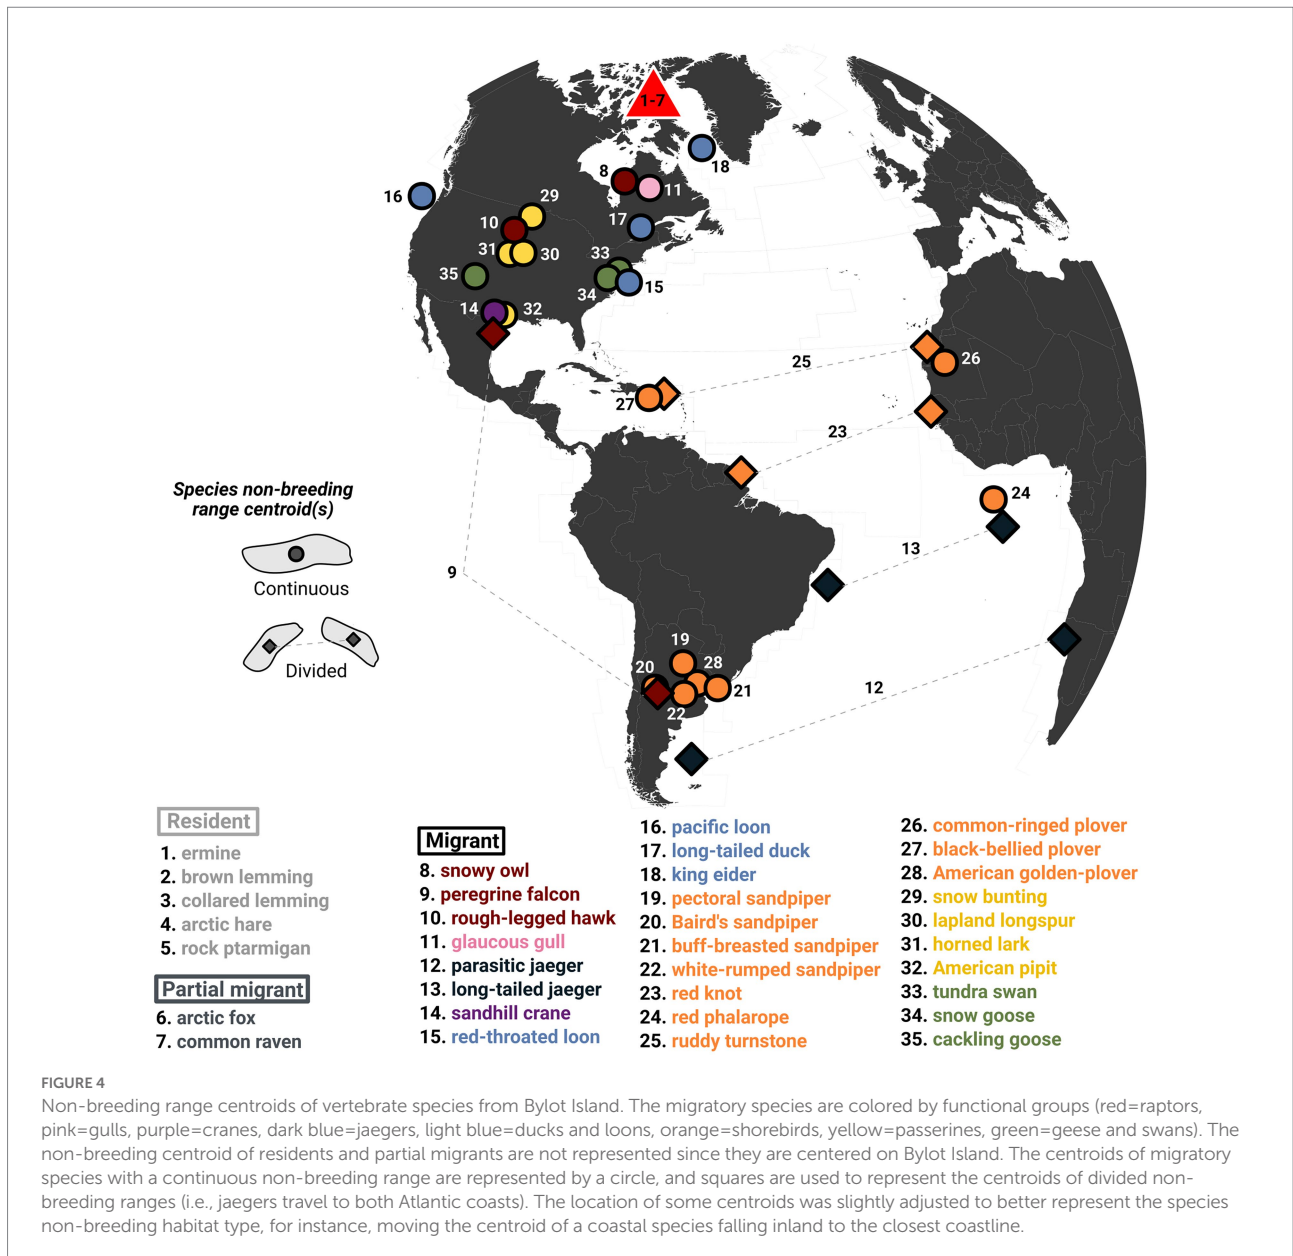 1-7
18
8
11
16
29
10
17
31
30
33
35
34
15
14
32
25
26
27
23
24
13
9
19
20
28
21
22
12
Species non-breeding
range centroid(s)
Continuous
Divided
Resident
1. ermine
2. brown lemming
3. collared lemming
4. arctic hare
5. rock ptarmigan
Partial migrant
6. arctic fox
7. common raven
Migrant
8. snowy owl
9. peregrine falcon
10. rough-legged hawk
11. glaucous gull
12. parasitic jaeger
13. long-tailed jaeger
14. sandhill crane
15. red-throated loon
16. pacific loon
17. long-tailed duck
18. king eider
19. pectoral sandpiper
20. Baird's sandpiper
21. buff-breasted sandpiper
22. white-rumped sandpiper
23. red knot
24. red phalarope
25. ruddy turnstone
26. common-ringed plover
27. black-bellied plover
28. American golden-plover
29. snow bunting
30. lapland longspur
31. horned lark
32. American pipit
33. tundra swan
34. snow goose
35. cackling goose
FIGURE 4
Non-breeding range centroids of vertebrate species from Bylot Island. The migratory species are colored by functional groups (red=raptors,
pink=gulls, purple=cranes, dark blue=jaegers, light blue=ducks and loons, orange=shorebirds, yellow=passerines, green=geese and swans). The
non-breeding centroid of residents and partial migrants are not represented since they are centered on Bylot Island. The centroids of migratory
species with a continuous non-breeding range are represented by a circle, and squares are used to represent the centroids of divided non-
breeding ranges (i.e., jaegers travel to both Atlantic coasts). The location of some centroids was slightly adjusted to better represent the species
non-breeding habitat type, for instance, moving the centroid of a coastal species falling inland to the closest coastline.